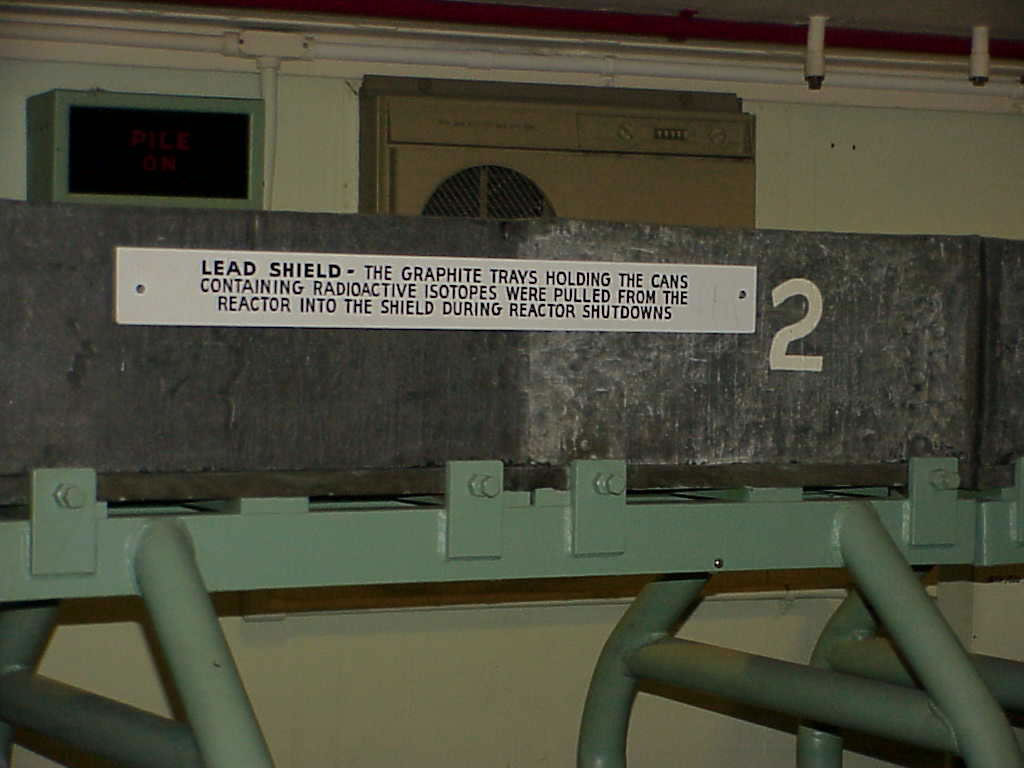 PILE
ON
LEAD SHIELD - THE GRAPHITE TRAYS HOLDING THE CANS
CONTAINING RADIOACTIVE ISOTOPES WERE PULLED FROM THE
REACTOR INTO THE SHIELD DURING REACTOR SHUTDOWNS
2